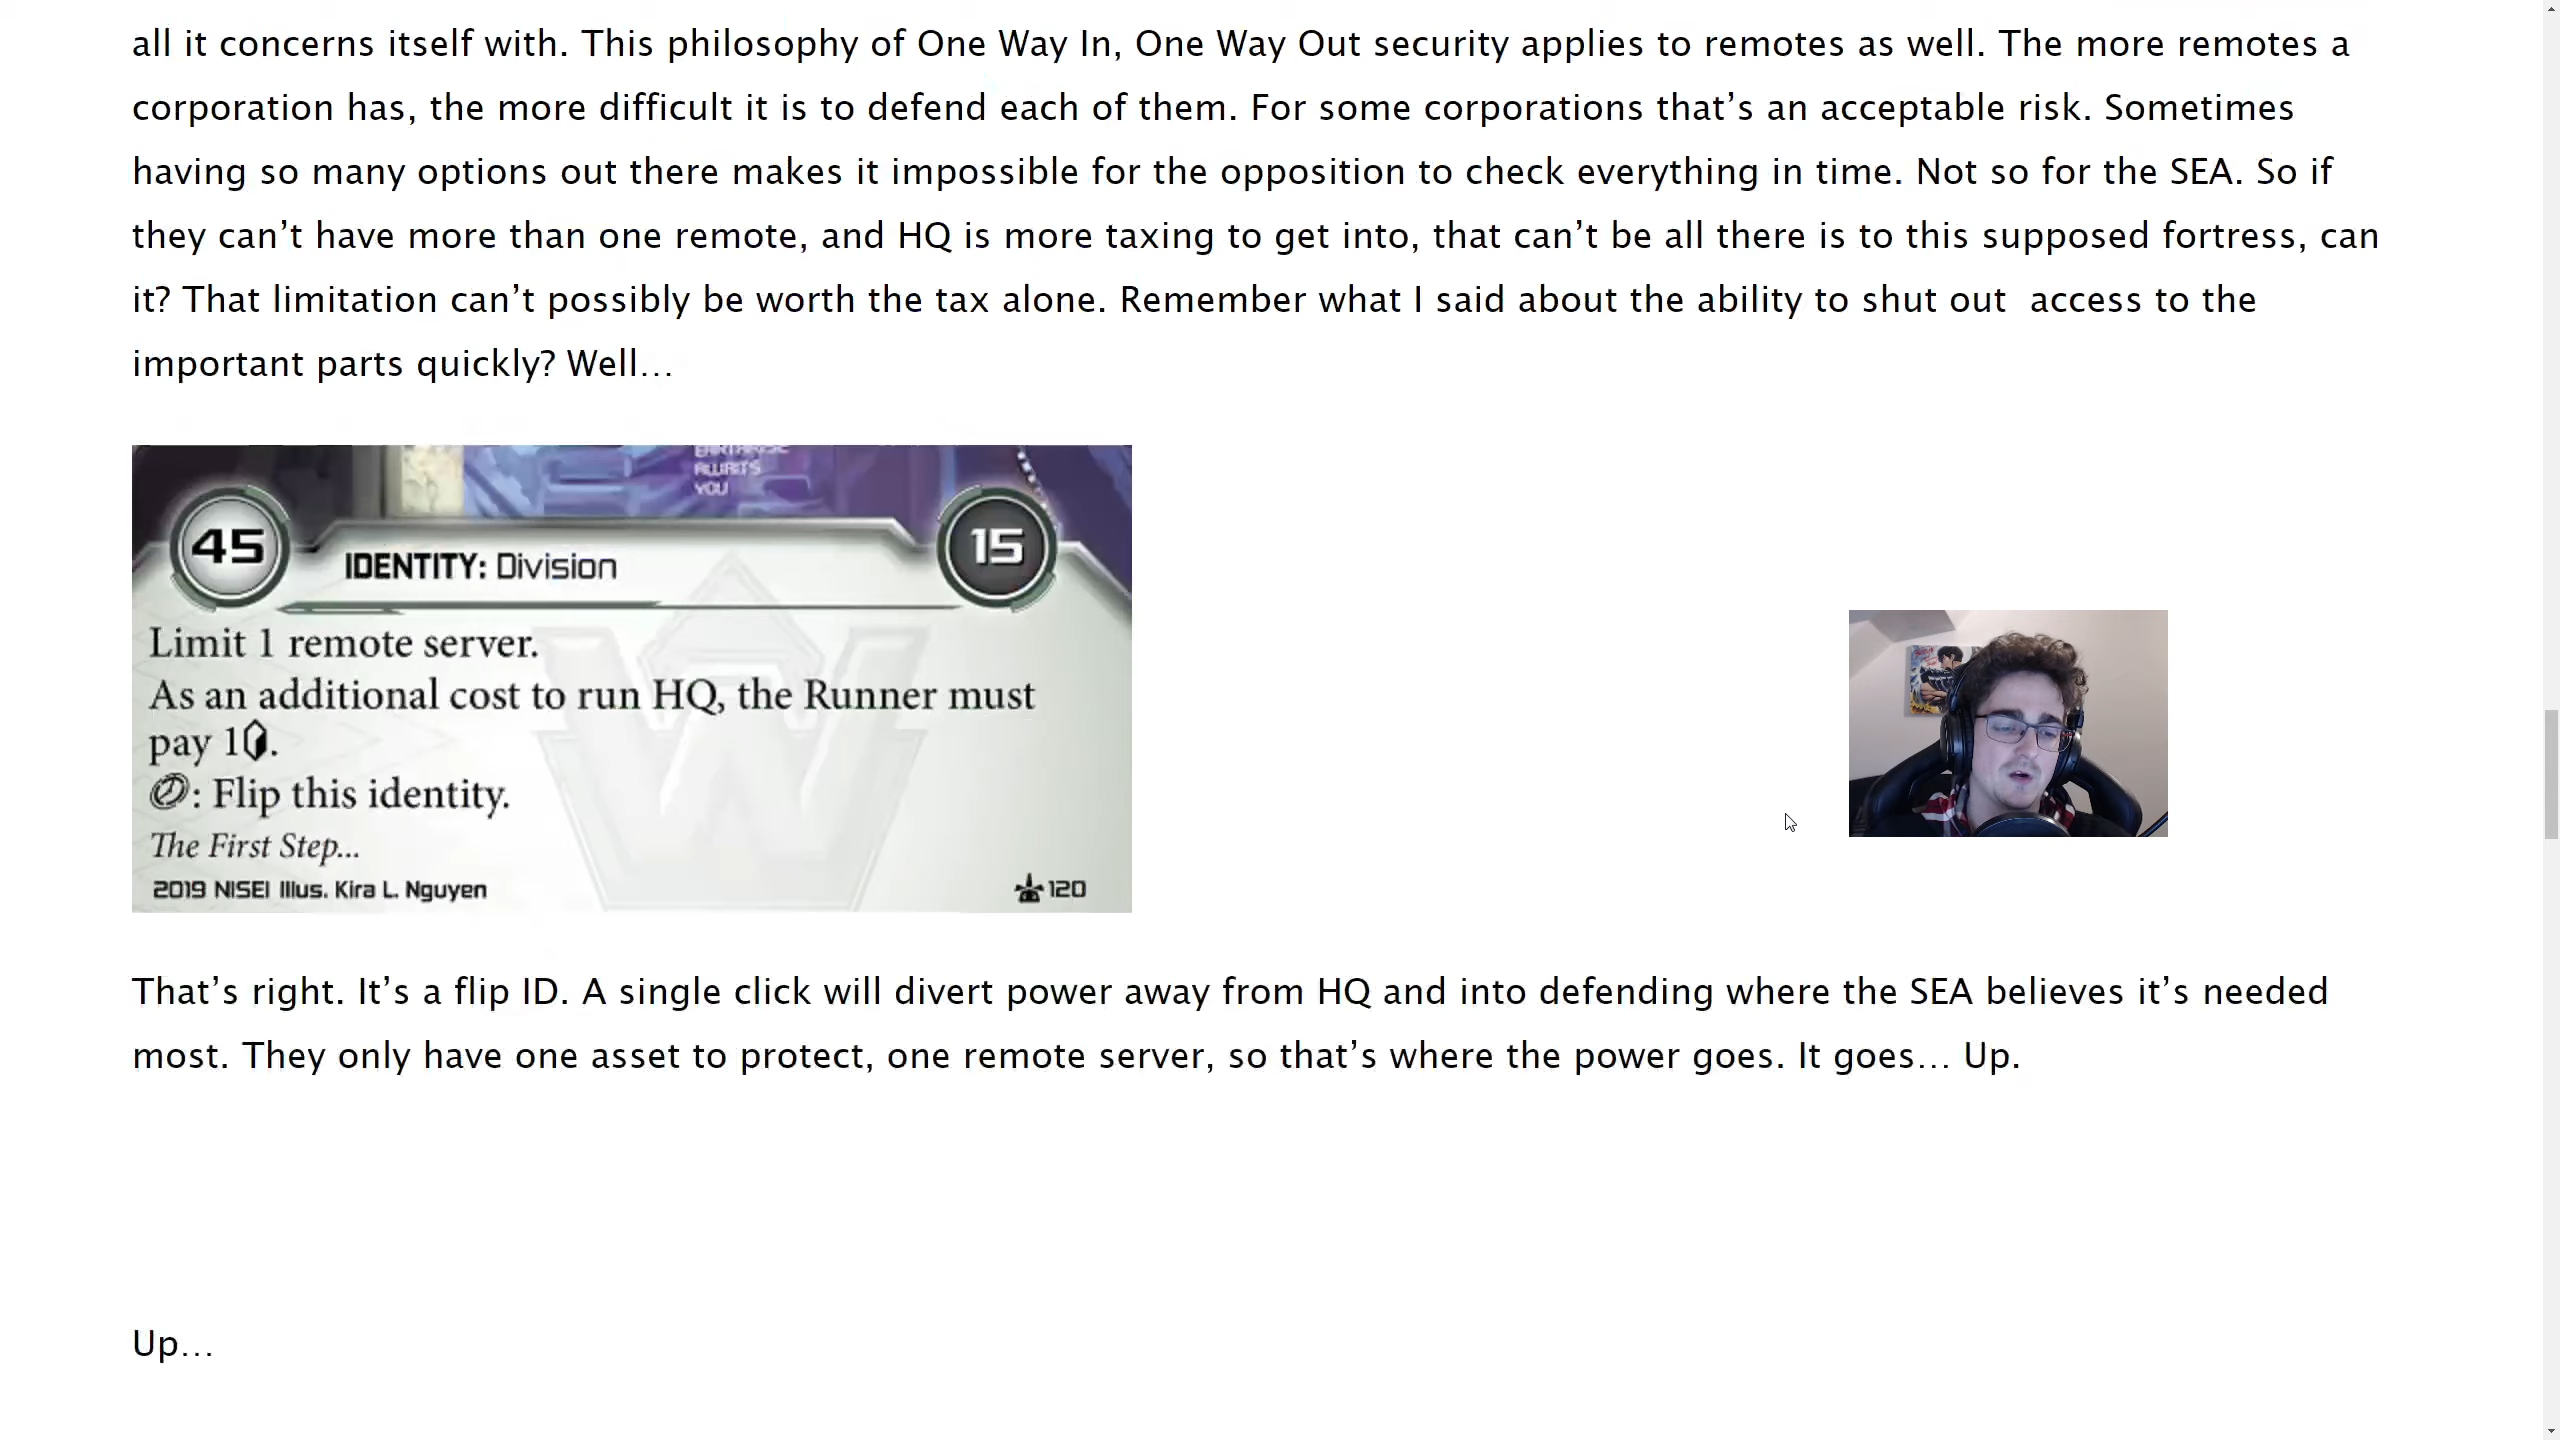 all it concerns itself with. This philosophy of One Way In, One Way Out security applies to remotes as well. The more remotes a
corporation has, the more difficult it is to defend each of them. For some corporations that’s an acceptable risk. Sometimes
having so many options out there makes it impossible for the opposition to check everything in time. Not so for the SEA. So if
they can’t have more than one remote, and HQ is more taxing to get into, that can’t be all there is to this supposed fortress, can
it? That limitation can’t possibly be worth the tax alone. Remember what I said about the ability to shut out  access to the
important parts quickly? Well…
EARTHRISE
AWAITS
YOU
45
IDENTITY: Division
15
Limit 1 remote server.
As an additional cost to run HQ, the Runner must
pay 1.
: Flip this identity.
The First Step...
2019 NISEI Illus. Kira L. Nguyen
120
That’s right. It’s a flip ID. A single click will divert power away from HQ and into defending where the SEA believes it’s needed
most. They only have one asset to protect, one remote server, so that’s where the power goes. It goes… Up.
Up…